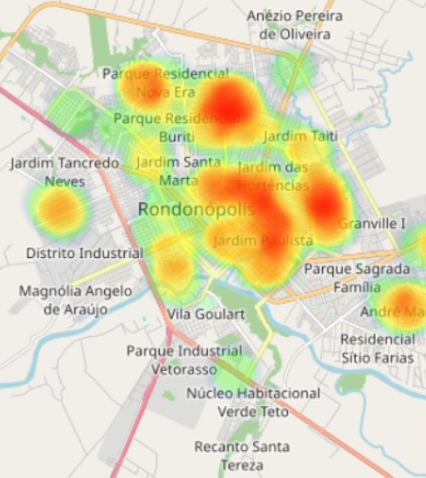 Anézio Pereira
de Oliveira
Parque Residencial
Nova Era
Parque Residencial
Buriti
Jardim Taiti
Jardim Tancredo
Neves
Jardim Santa
Marta
Jardim das
Hortências
Rondonópolis
Granville I
Jardim Paulista
Distrito Industrial
Parque Sagrada
Família
Magnólia Angelo
de Araújo
Vila Goulart
André Ma
Residencial
Sítio Farias
Parque Industrial
Vetorasso
Núcleo Habitacional
Verde Teto
Recanto Santa
Tereza